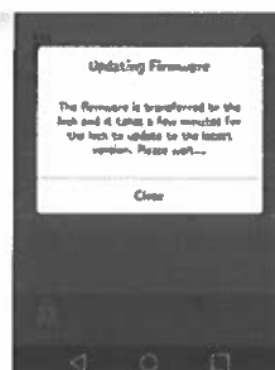 Updating Firmware
The firmware is transferred to the
lock and it takes a few minutes for
the lock to update to the latest
version. Please wait....
Close